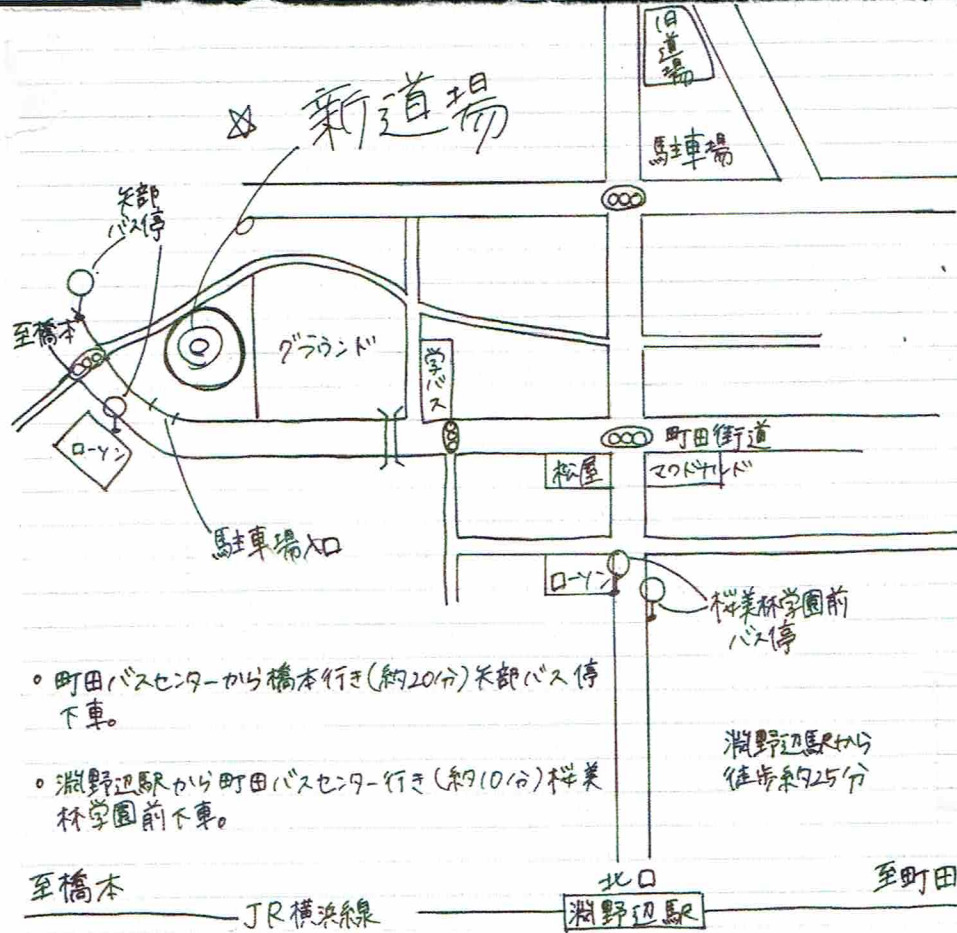 旧道場
☆ 新道場
駐車場
矢部
バス停
至橋本
グラウンド
学バス
町田街道
ローソン
松屋
マクドナルド
駐車場入口
ローソン
桜美林学園前
バス停
◦ 町田バスセンターから橋本行き(約20分)矢部バス停
下車。
淵野辺駅から
徒歩約25分
◦ 淵野辺駅から町田バスセンター行き(約10分)桜美
林学園前下車。
至橋本
北口
至町田
JR横浜線
淵野辺駅